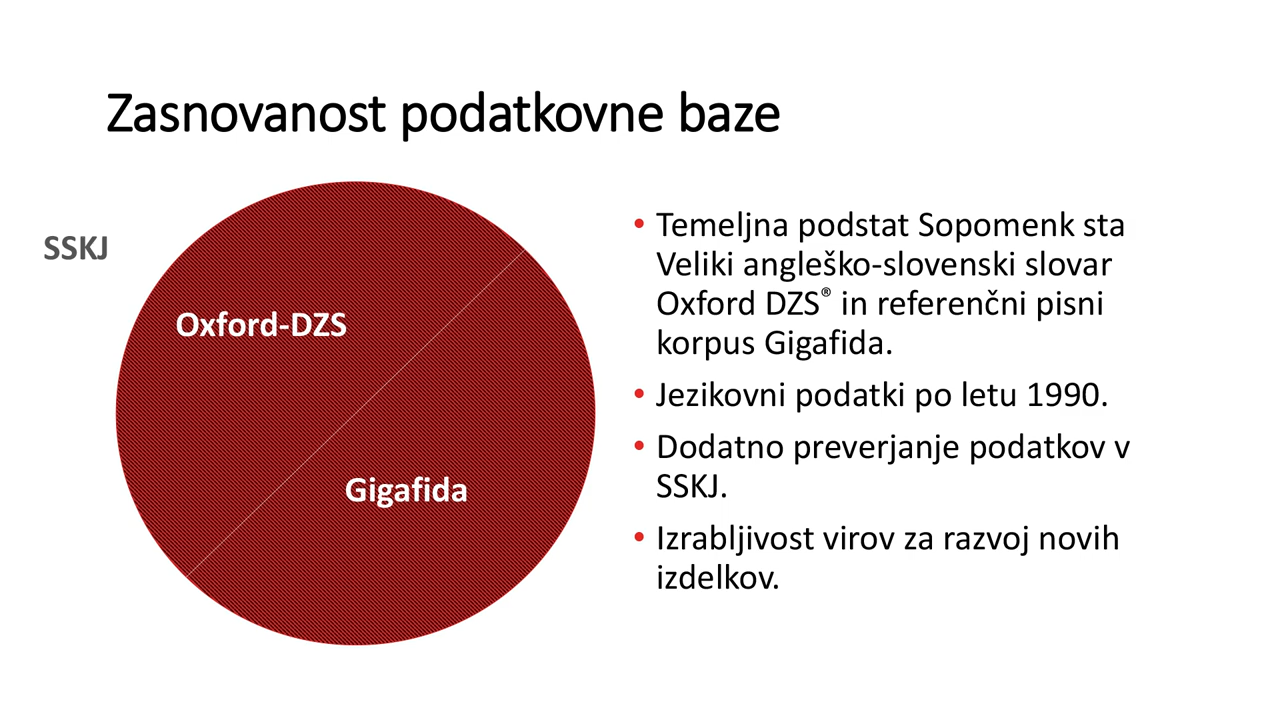 Zasnovanost podatkovne baze
SSKJ
Oxford-DZS
Gigafida
• Temeljna podstat Sopomenk sta
Veliki angleško-slovenski slovar
Oxford DZS® in referenčni pisni
korpus Gigafida.
• Jezikovni podatki po letu 1990.
• Dodatno preverjanje podatkov v
SSKJ.
• Izrabljivost virov za razvoj novih
izdelkov.